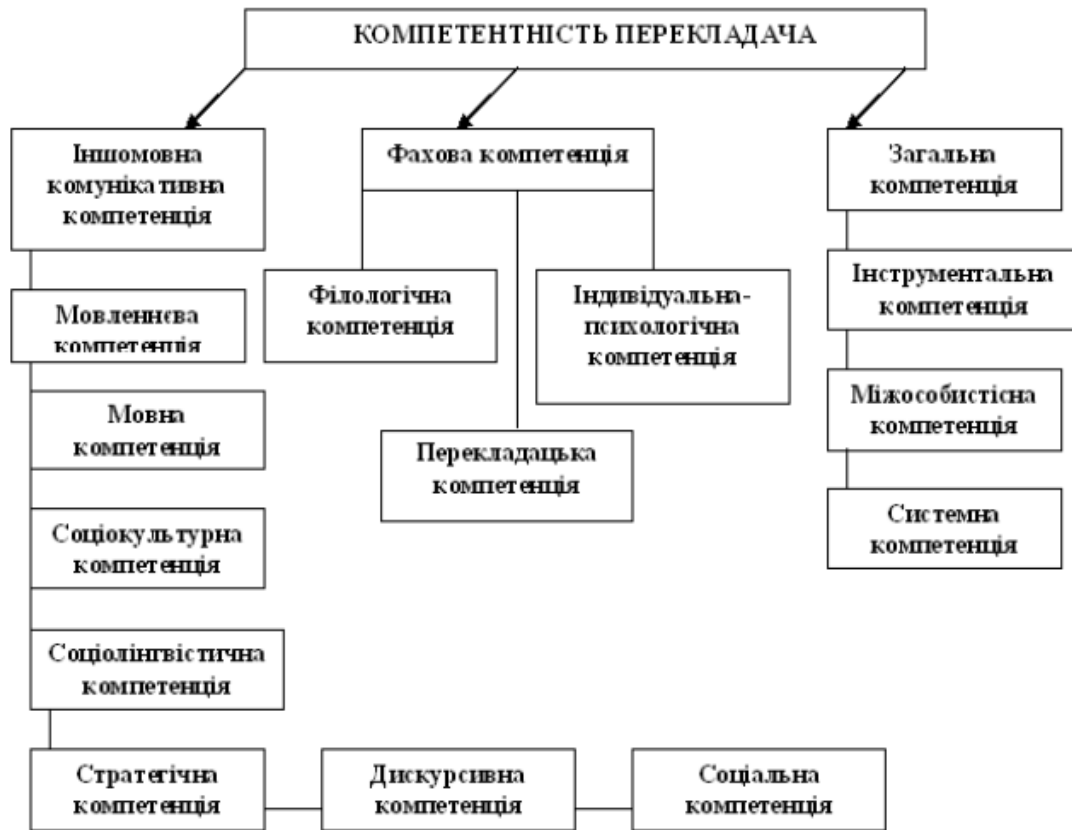 КОМПЕТЕНТНІСТЬ ПЕРЕКЛАДАЧА
Іншомовна
комунікативна
компетенція
Фахова компетенція
Загальна
компетенція
Мовленнєва
компетенція
Мовна
компетенція
Соціокультурна
компетенція
Соціолінгвістична
компетенція
Стратегічна
компетенція
Дискурсивна
компетенція
Соціальна
компетенція
Філологічна
компетенція
Перекладацька
компетенція
Індивідуальна-
психологічна
компетенція
Інструментальна
компетенція
Міжособистісна
компетенція
Системна
компетенція